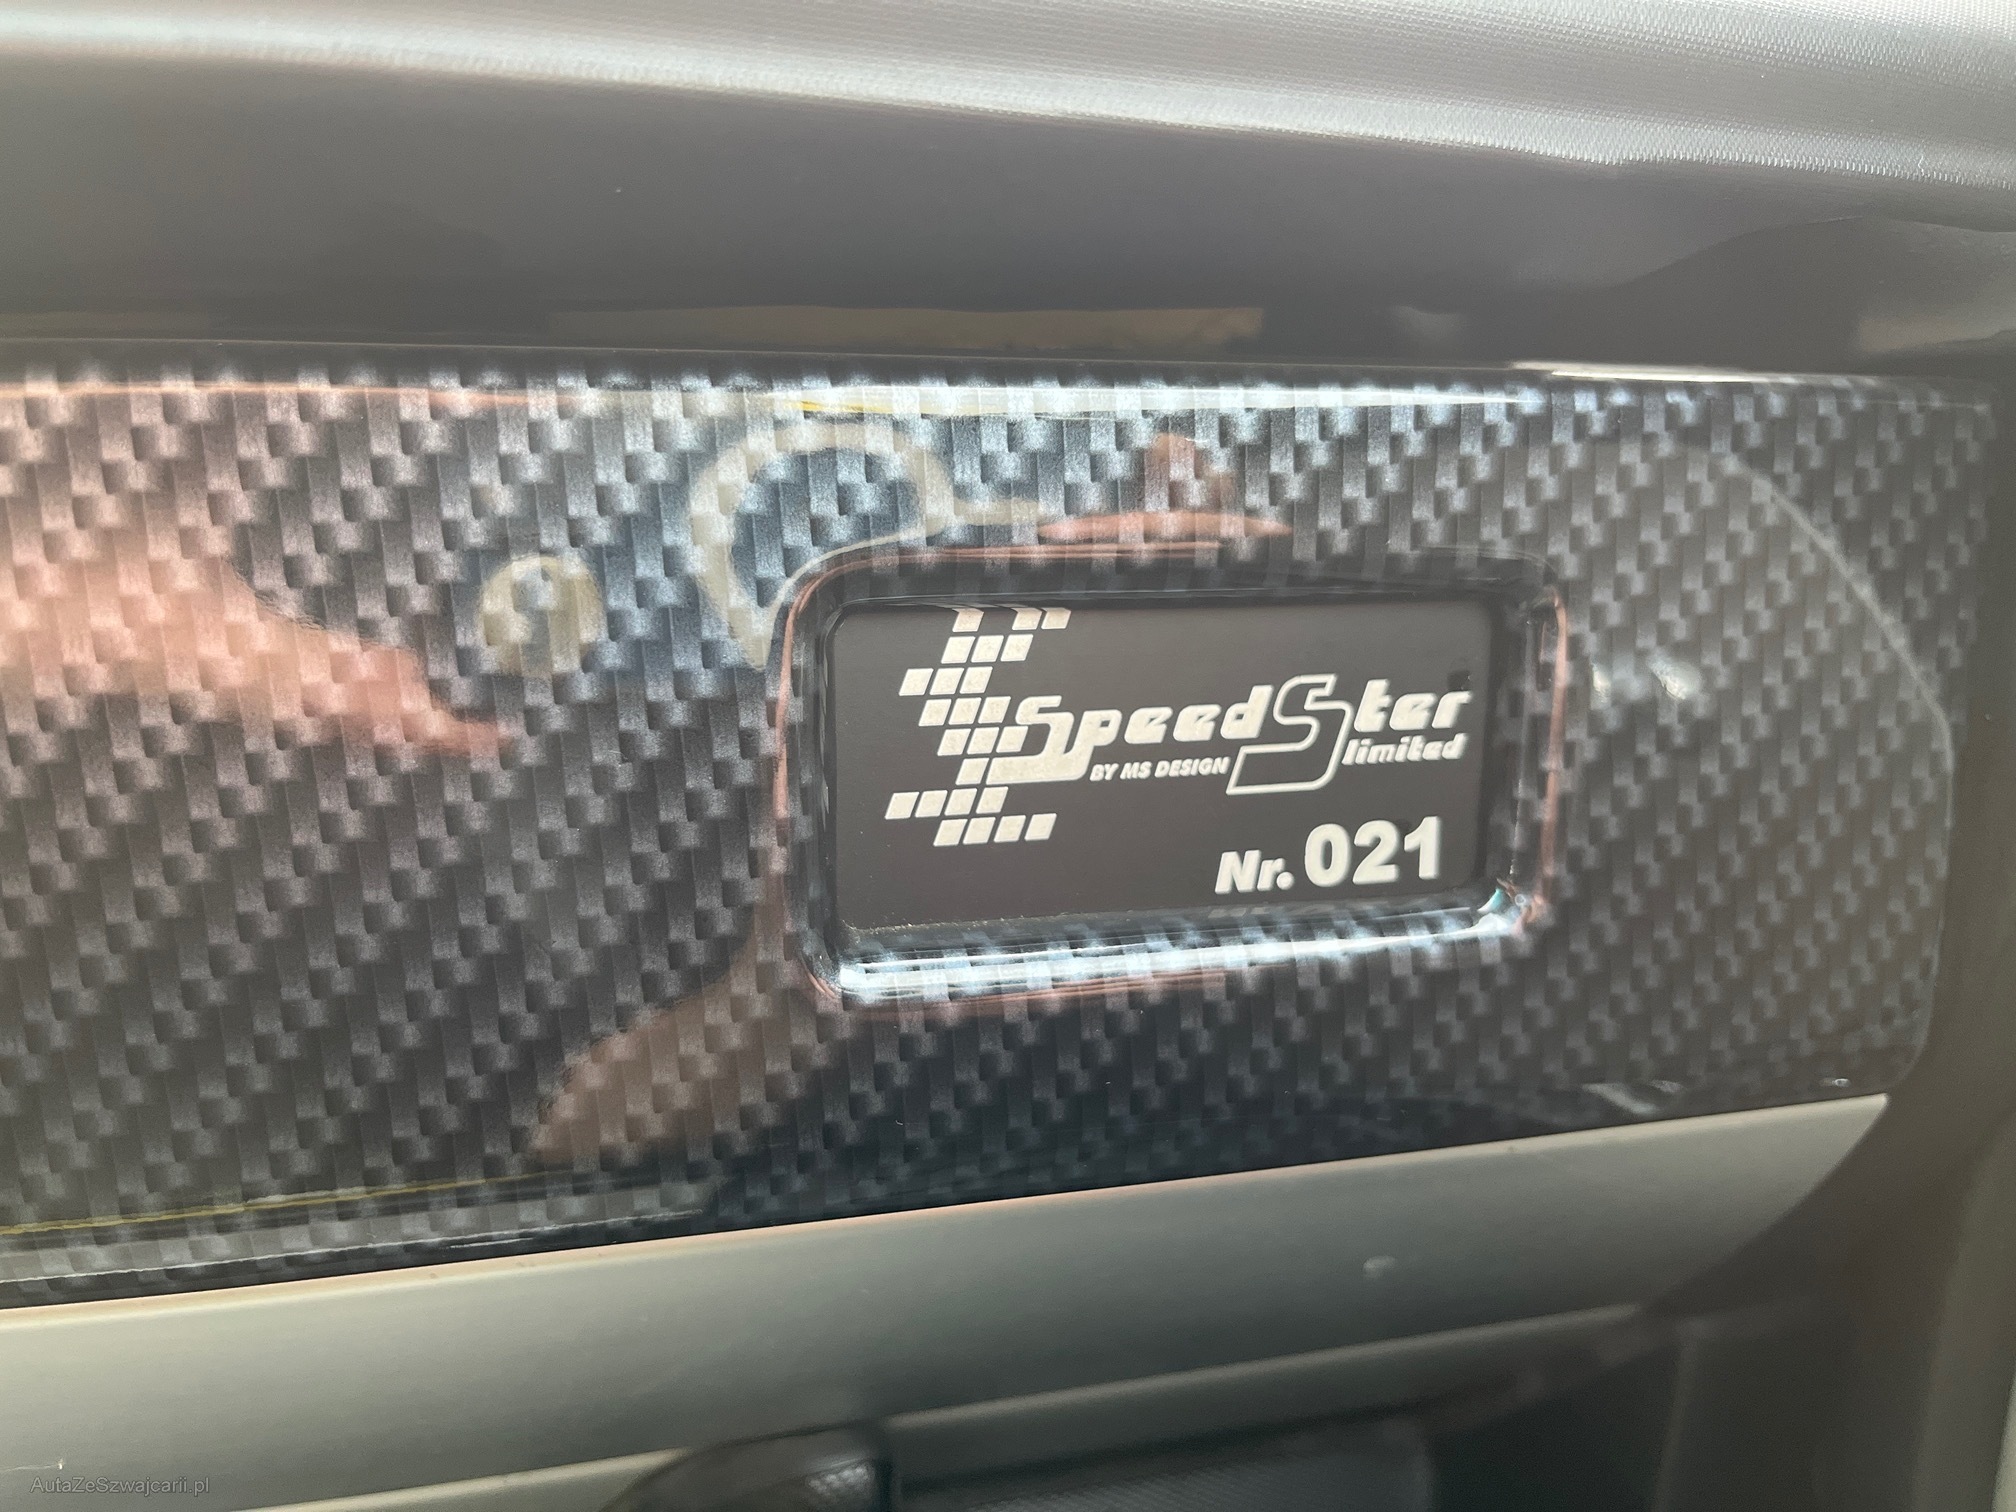 SpeedSter
BY MS DESIGN limited
Nr. 021
AutaZeSzwajcarii.pl